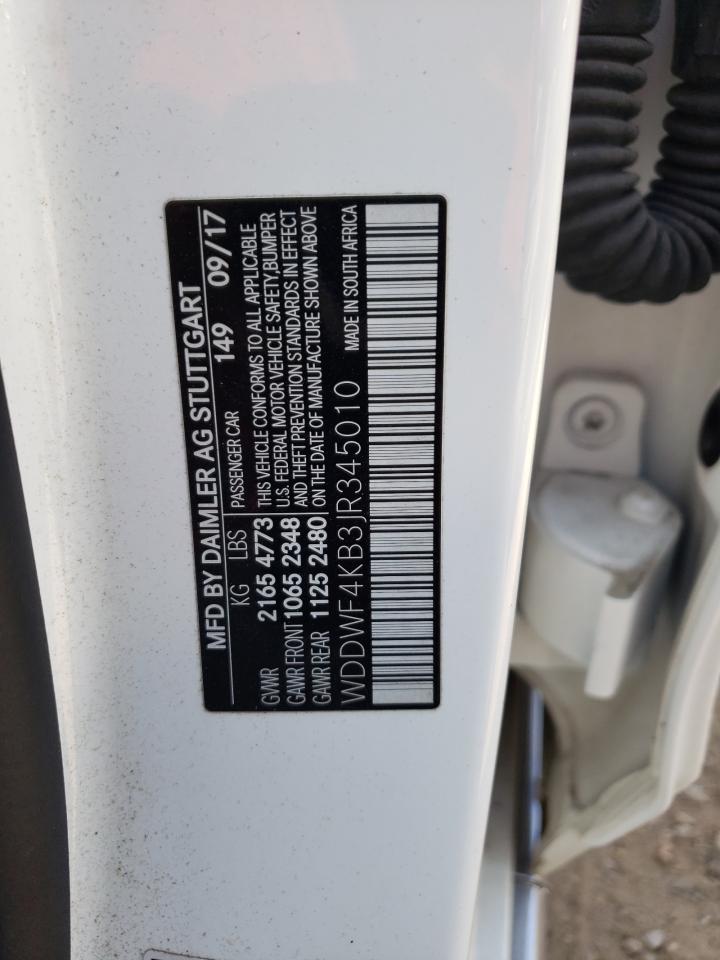 MFD BY DAIMLER AG STUTTGART
149 09/17
KG LBS PASSENGER CAR
GVWR 2165 4773
GAWR FRONT 1065 2348
GAWR REAR 1125 2480
THIS VEHICLE CONFORMS TO ALL APPLICABLE
U.S. FEDERAL MOTOR VEHICLE SAFETY,BUMPER
AND THEFT PREVENTION STANDARDS IN EFFECT
ON THE DATE OF MANUFACTURE SHOWN ABOVE
WDDWF4KB3JR345010 MADE IN SOUTH AFRICA